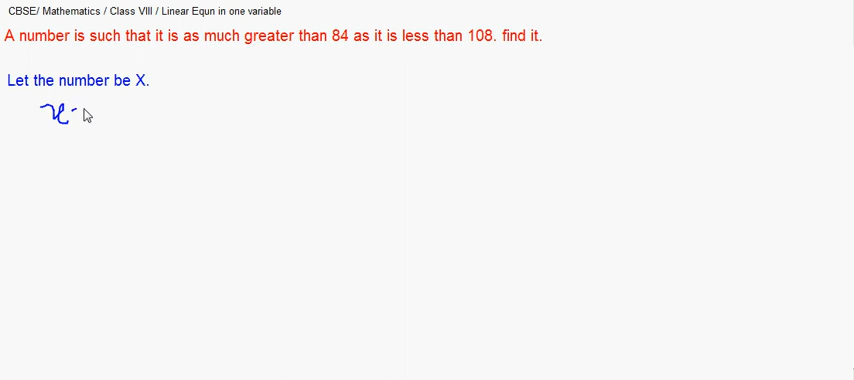 CBSE/ Mathematics / Class VIII / Linear Equn in one variable
A number is such that it is as much greater than 84 as it is less than 108. find it.
Let the number be X.
x -